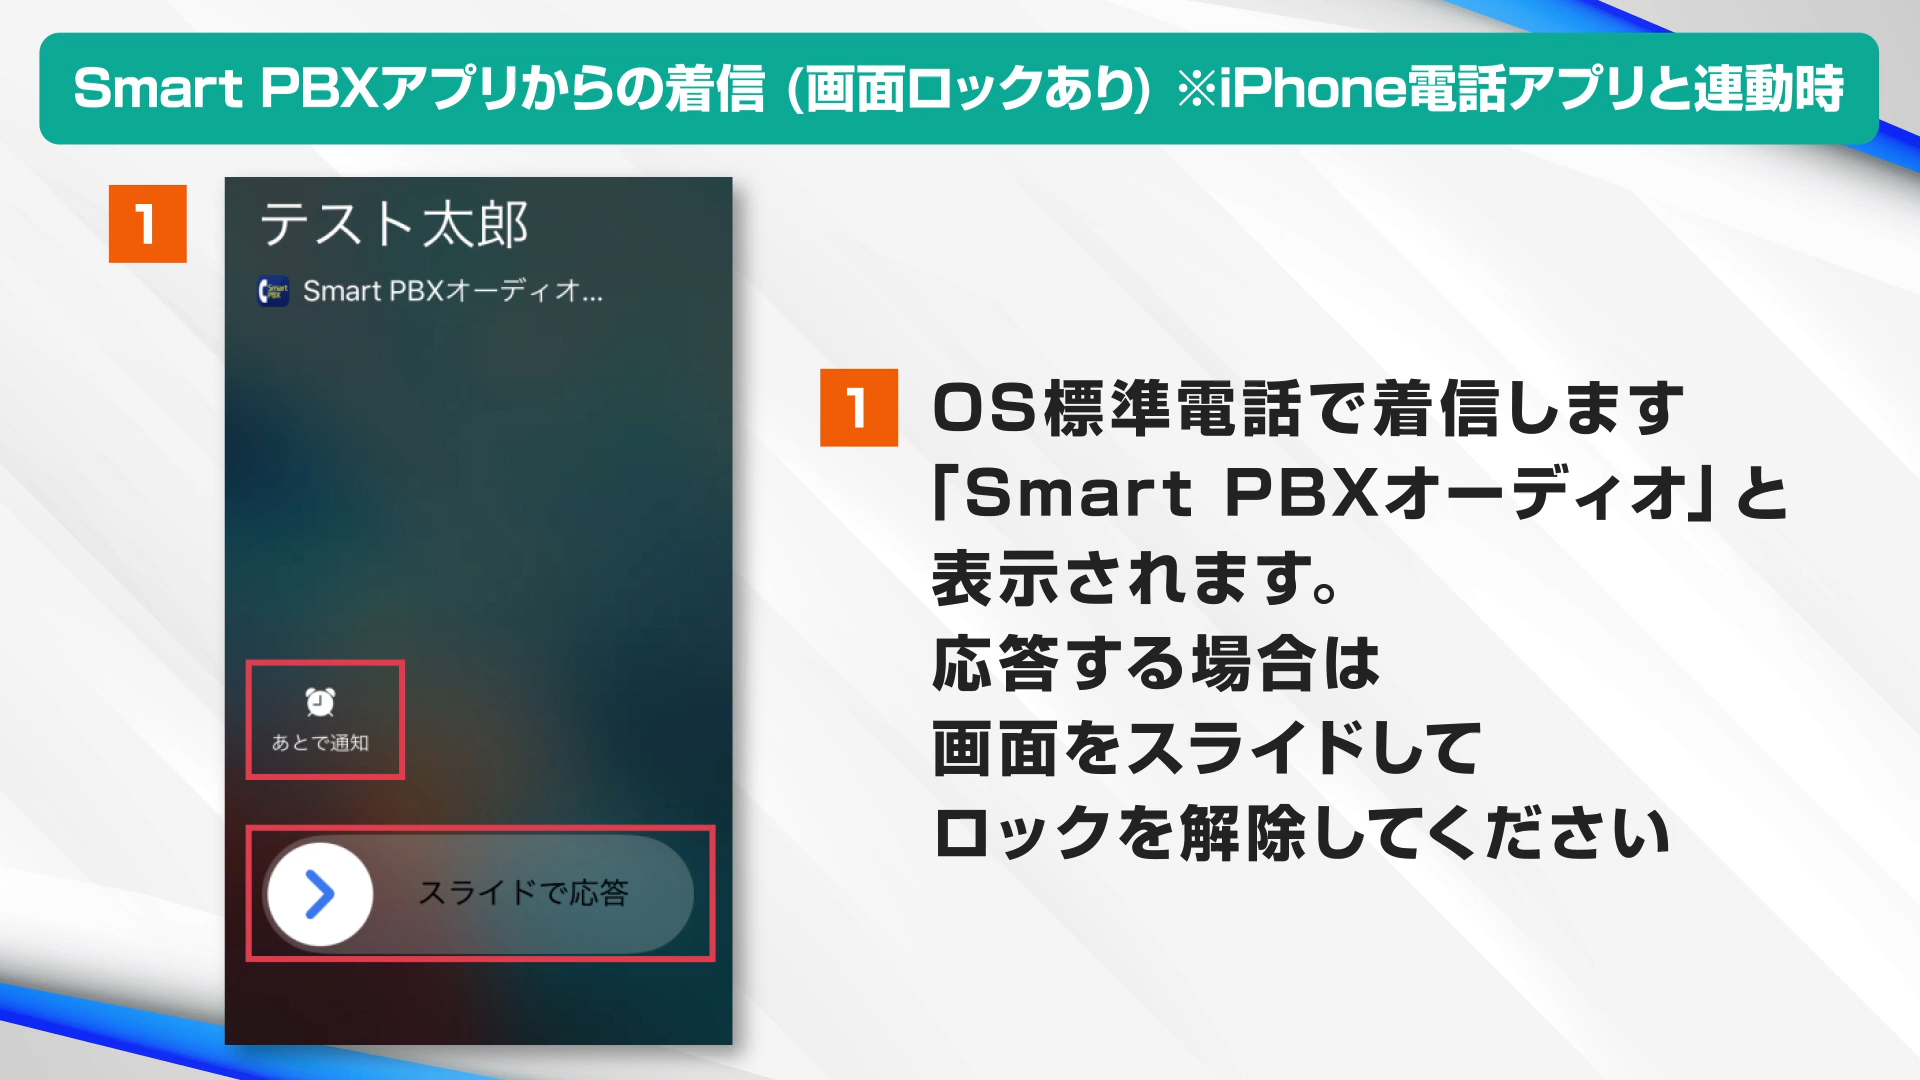 Smart PBXアプリからの着信 (画面ロックあり) ※iPhone電話アプリと連動時
1
テスト太郎
Smart PBX
Smart PBXオーディオ...
あとで通知
スライドで応答
1
OS標準電話で着信します
「Smart PBXオーディオ」と
表示されます。
応答する場合は
画面をスライドして
ロックを解除してください